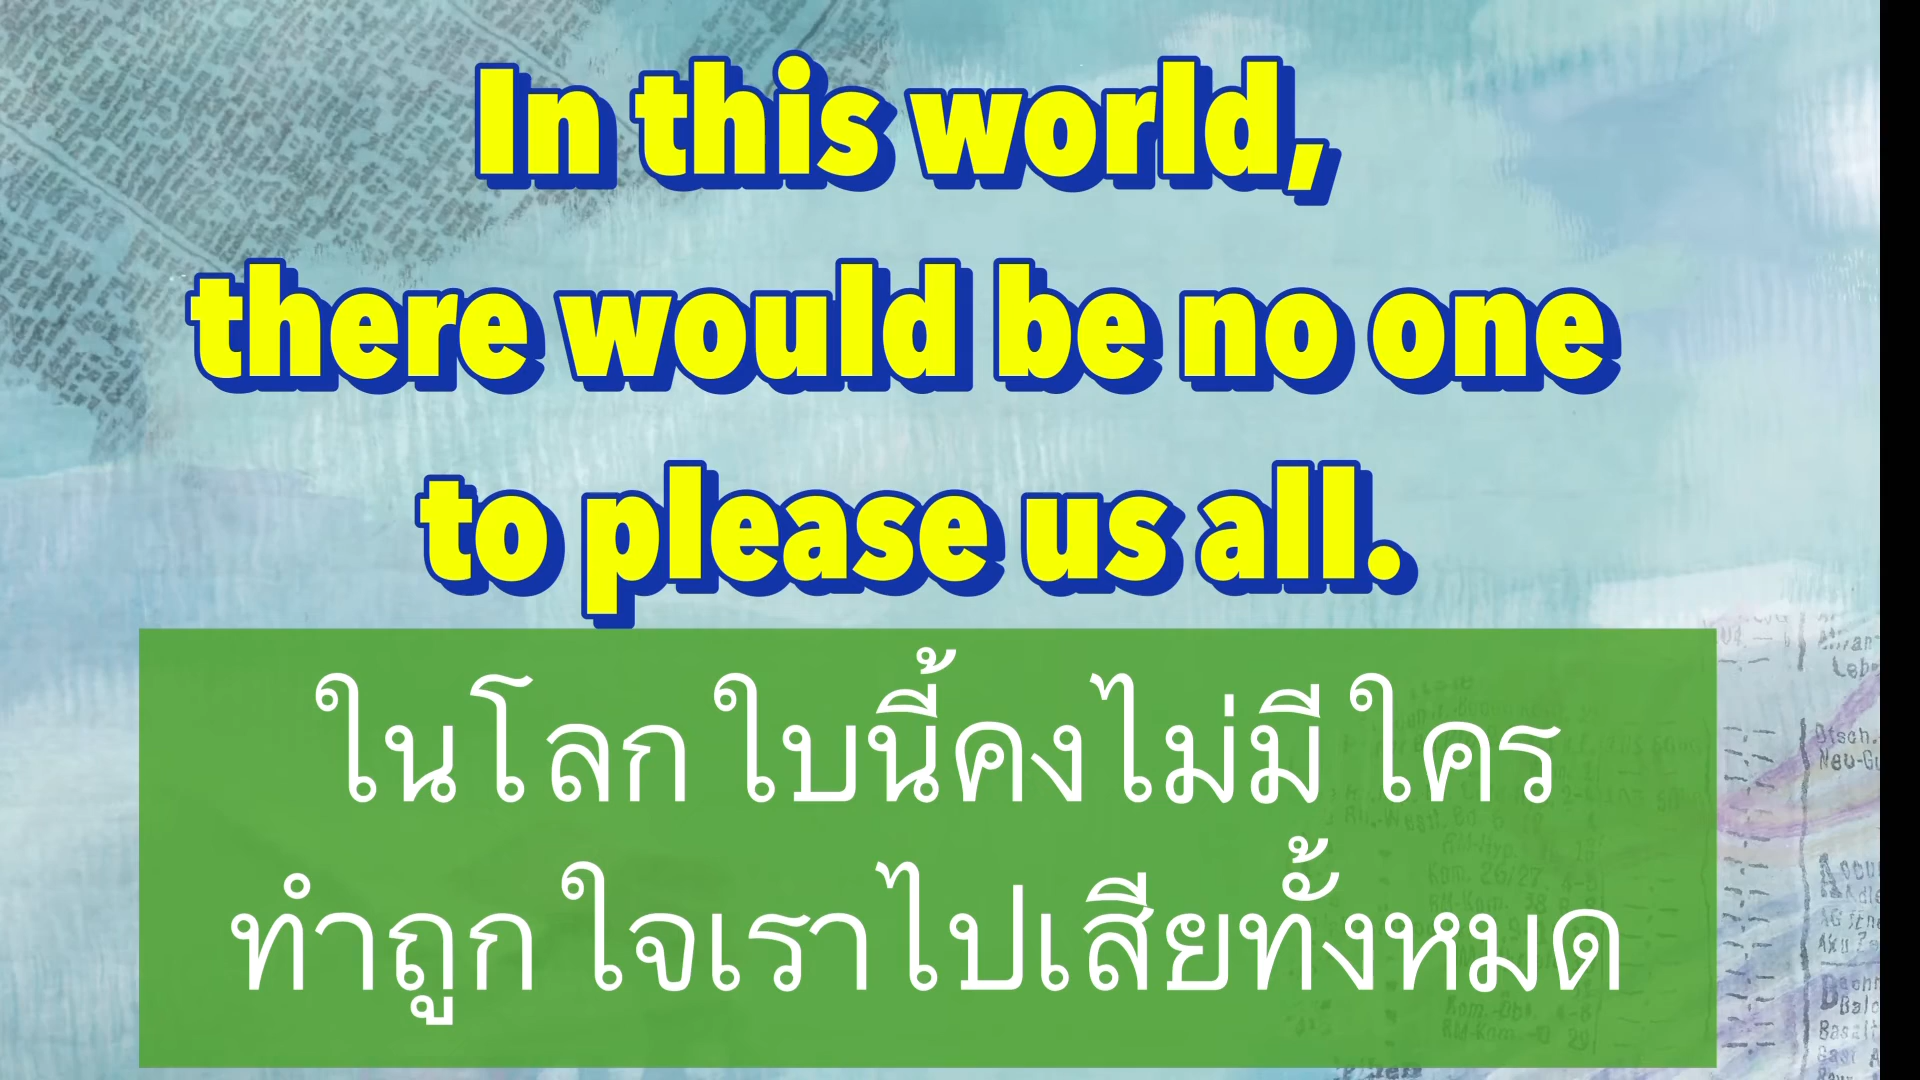 In this world,
there would be no one
to please us all.
ในโลกใบนี้คงไม่มีใคร
ทำถูกใจเราไปเสียทั้งหมด